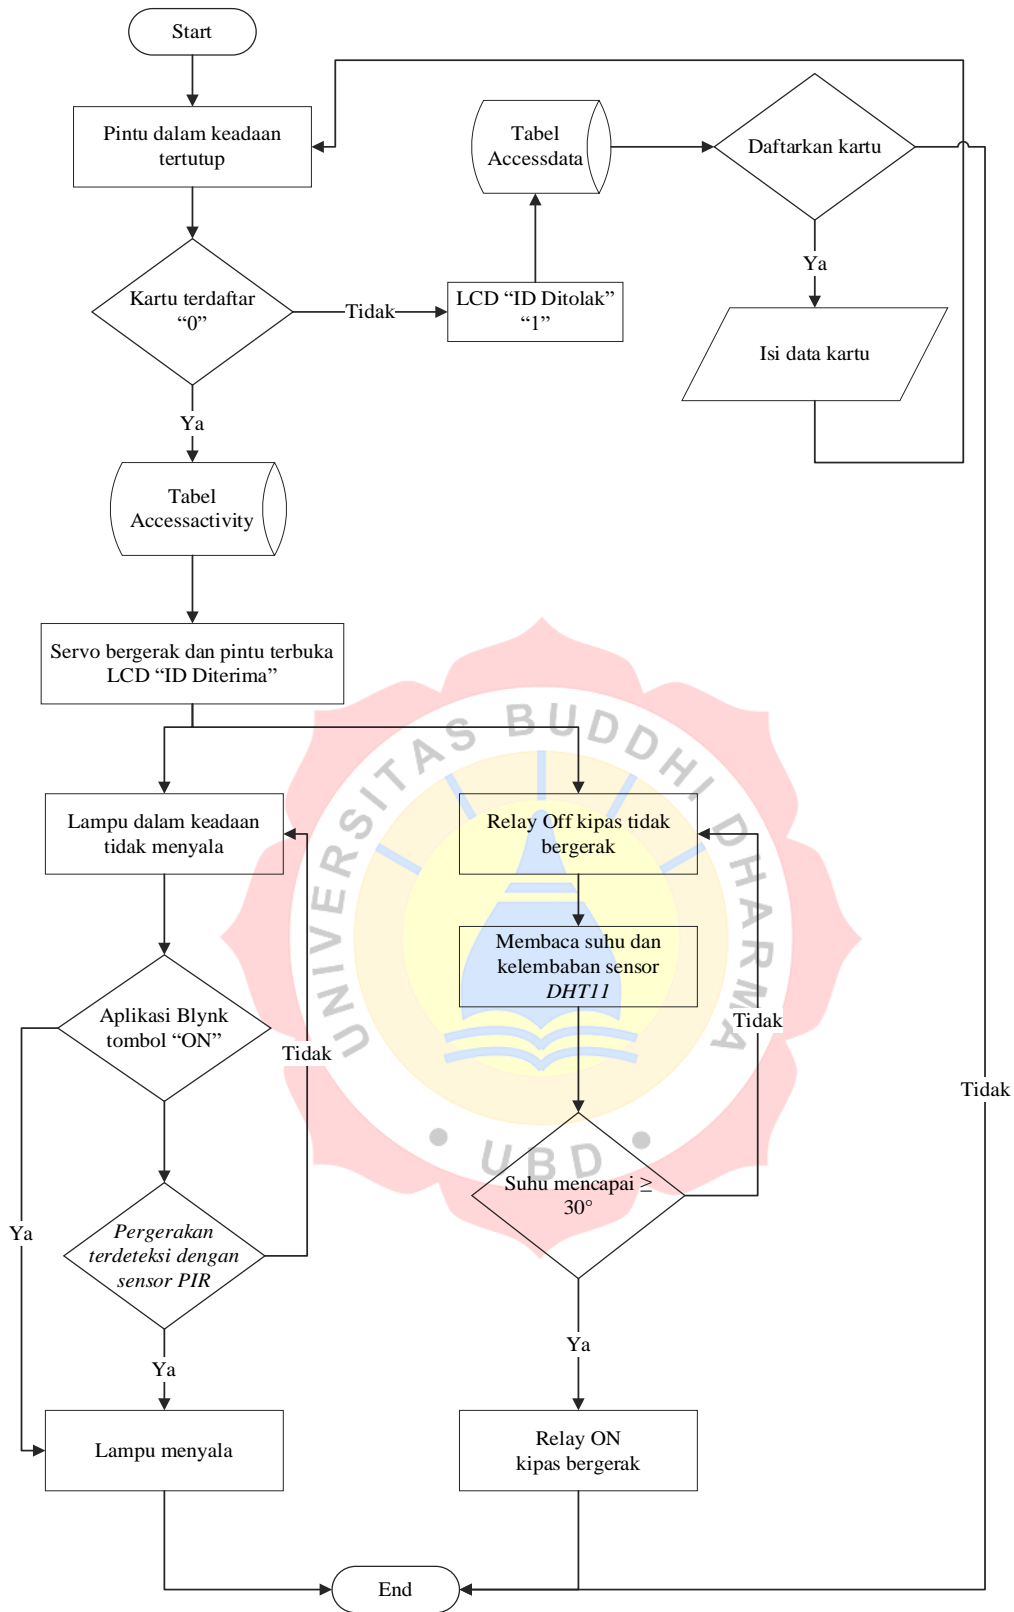 Start
Pintu dalam keadaan
tertutup
Tabel
Accessdata
Daftarkan kartu
Ya
Kartu terdaftar
“0”
Tidak
LCD “ID Ditolak”
“1”
Isi data kartu
Ya
Tabel
Accessactivity
Servo bergerak dan pintu terbuka
LCD “ID Diterima”
UNIVERSITAS BUDDHI DHARMA
• UBD •
Lampu dalam keadaan
tidak menyala
Relay Off kipas tidak
bergerak
Membaca suhu dan
kelembaban sensor
DHT11
Aplikasi Blynk
tombol “ON”
Tidak
Tidak
Tidak
Suhu mencapai ≥
30°
Ya
Pergerakan
terdeteksi dengan
sensor PIR
Ya
Ya
Lampu menyala
Relay ON
kipas bergerak
End